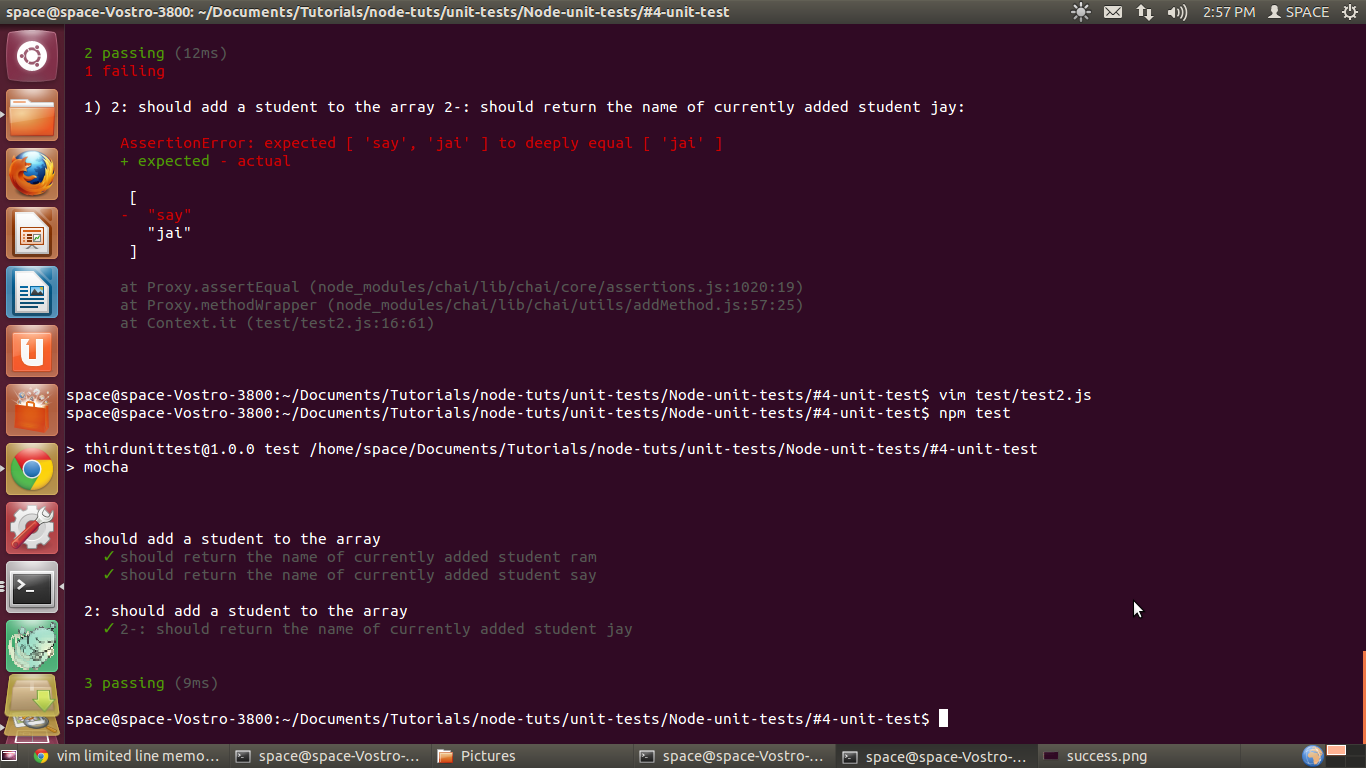 space@space-Vostro-3800: ~/Documents/Tutorials/node-tuts/unit-tests/Node-unit-tests/#4-unit-test
2:57 PM SPACE
2 passing (12ms)
1 failing
1) 2: should add a student to the array 2-: should return the name of currently added student jay:
AssertionError: expected [ 'say', 'jai' ] to deeply equal [ 'jai' ]
+ expected - actual
[
- "say"
"jai"
]
at Proxy.assertEqual (node_modules/chai/lib/chai/core/assertions.js:1020:19)
at Proxy.methodWrapper (node_modules/chai/lib/chai/utils/addMethod.js:57:25)
at Context.it (test/test2.js:16:61)
space@space-Vostro-3800:~/Documents/Tutorials/node-tuts/unit-tests/Node-unit-tests/#4-unit-test$ vim test/test2.js
space@space-Vostro-3800:~/Documents/Tutorials/node-tuts/unit-tests/Node-unit-tests/#4-unit-test$ npm test
> thirdunittest@1.0.0 test /home/space/Documents/Tutorials/node-tuts/unit-tests/Node-unit-tests/#4-unit-test
> mocha
should add a student to the array
✓ should return the name of currently added student ram
✓ should return the name of currently added student say
2: should add a student to the array
✓ 2-: should return the name of currently added student jay
3 passing (9ms)
space@space-Vostro-3800:~/Documents/Tutorials/node-tuts/unit-tests/Node-unit-tests/#4-unit-test$
vim limited line memo... space@space-Vostro-... Pictures space@space-Vostro-... space@space-Vostro-... success.png